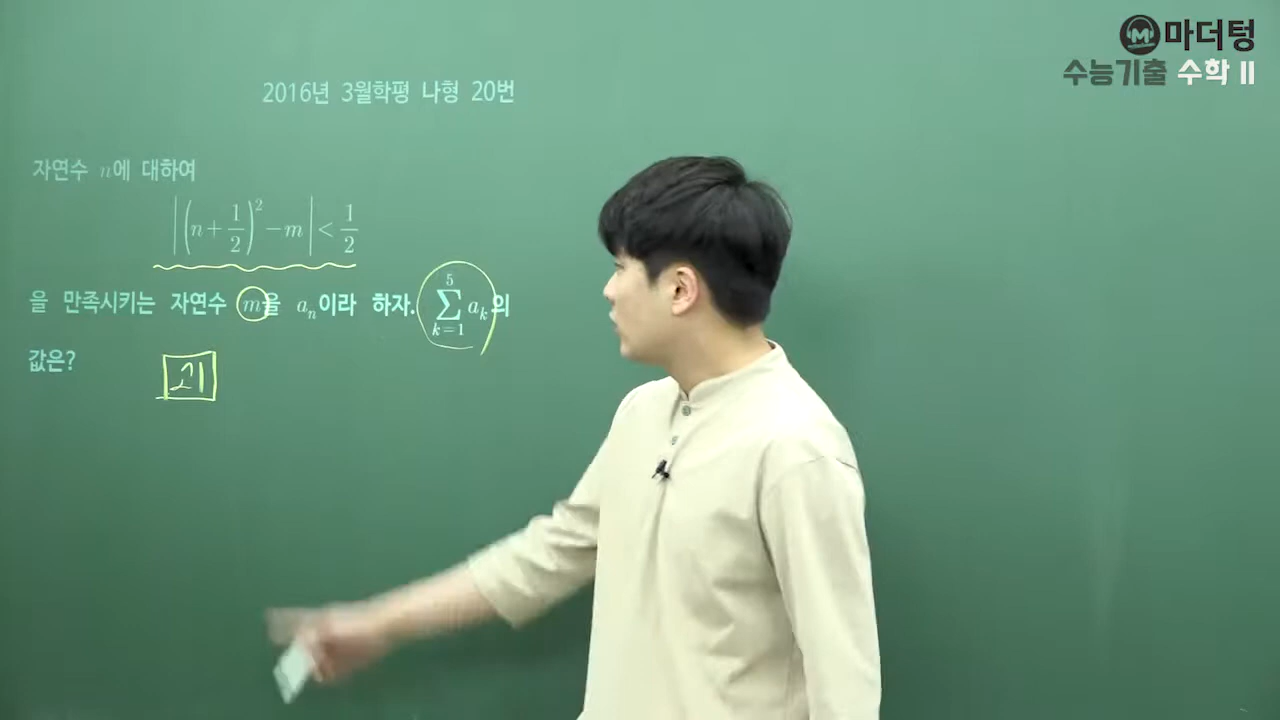 마더텅
수능기출 수학 II
2016년 3월학평 나형 20번
자연수 n에 대하여
|(n+1/2)²-m|<1/2
을 만족시키는 자연수 m을 aₙ이라 하자. ∑_{k=1}^{5} aₖ의
값은?